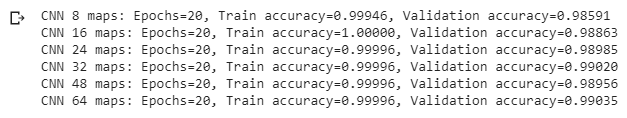 CNN 8 maps: Epochs=20, Train accuracy=0.99946, Validation accuracy=0.98591
CNN 16 maps: Epochs=20, Train accuracy=1.00000, Validation accuracy=0.98863
CNN 24 maps: Epochs=20, Train accuracy=0.99996, Validation accuracy=0.98985
CNN 32 maps: Epochs=20, Train accuracy=0.99996, Validation accuracy=0.99020
CNN 48 maps: Epochs=20, Train accuracy=0.99996, Validation accuracy=0.98956
CNN 64 maps: Epochs=20, Train accuracy=0.99996, Validation accuracy=0.99035